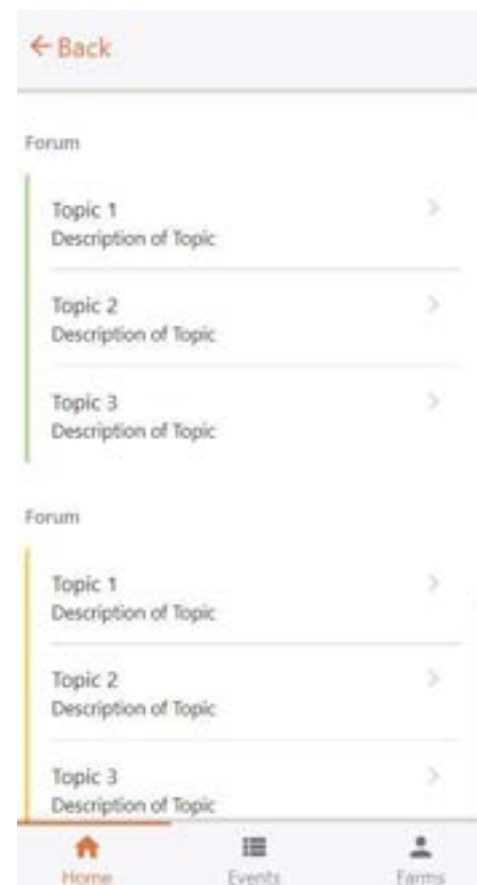 Back
Forum
Topic 1
Description of Topic
Topic 2
Description of Topic
Topic 3
Description of Topic
Forum
Topic 1
Description of Topic
Topic 2
Description of Topic
Topic 3
Description of Topic
Home Events Farms